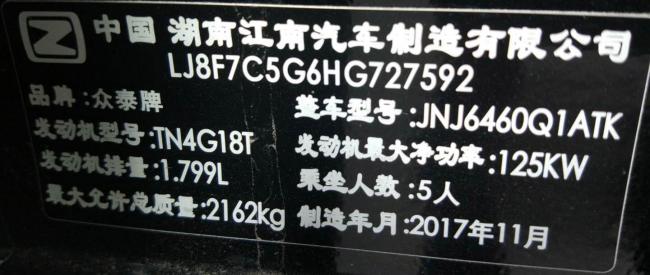 中国 湖南江南汽车制造有限公司
LJ8F7C5G6HG727592
品牌:众泰牌 整车型号:JNJ6460Q1ATK
发动机型号:TN4G18T 发动机最大净功率:125KW
发动机排量:1.799L 乘坐人数:5人
最大允许总质量:2162kg 制造年月:2017年11月